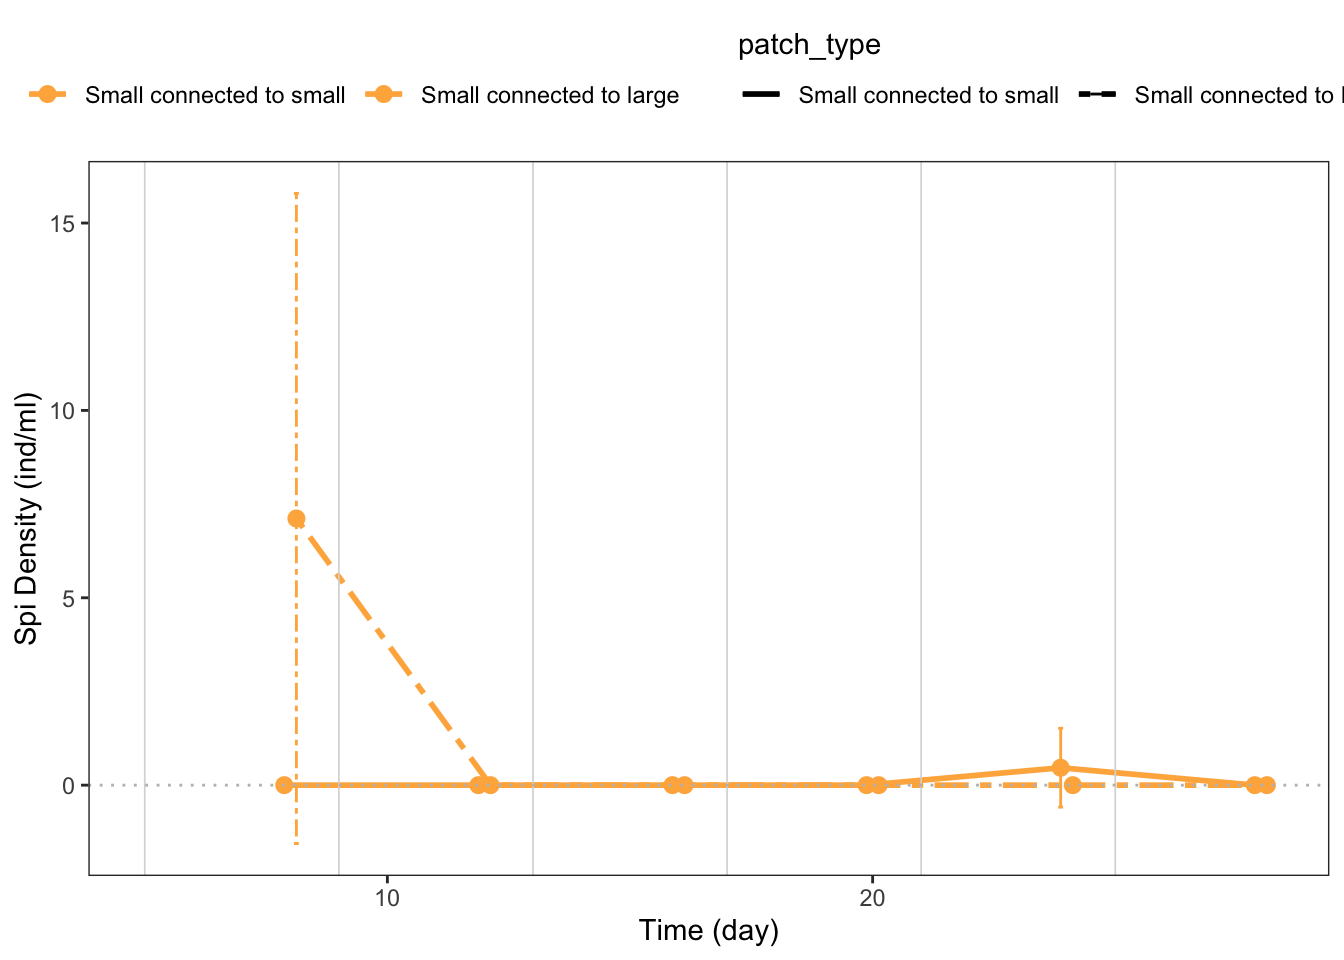 patch_type
Small connected to small Small connected to large Small connected to small Small connected to
15
10
5
0
Spi Density (ind/ml)
10 20
Time (day)